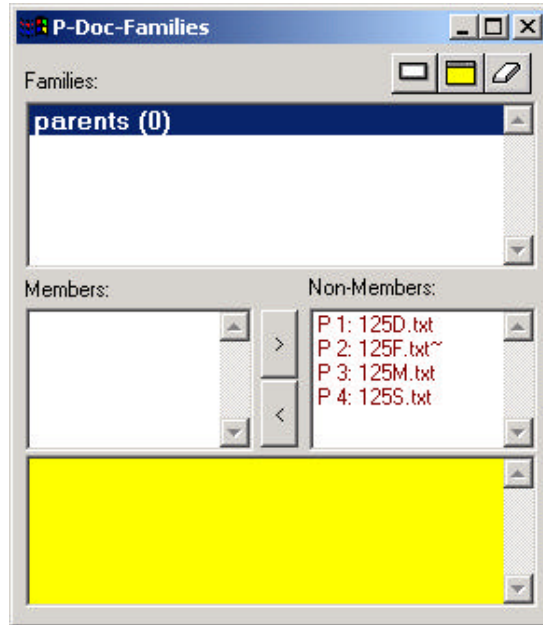 P-Doc-Families
Families:
parents (0)
Members:
Non-Members:
>
<
P 1: 125D.txt
P 2: 125F.txt~
P 3: 125M.txt
P 4: 125S.txt